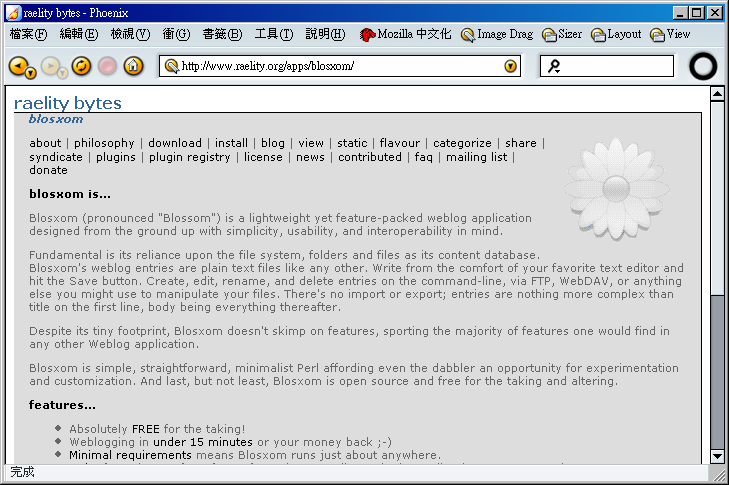 raelity bytes - Phoenix
檔案(F) 編輯(E) 檢視(V) 衝(G) 書籤(B) 工具(T) 說明(H) Mozilla 中文化 Image Drag Sizer Layout View
http://www.raelity.org/apps/blosxom/
raelity bytes
blosxom
about | philosophy | download | install | blog | view | static | flavour | categorize | share |
syndicate | plugins | plugin registry | license | news | contributed | faq | mailing list |
donate
blosxom is...
Blosxom (pronounced "Blossom") is a lightweight yet feature-packed weblog application
designed from the ground up with simplicity, usability, and interoperability in mind.
Fundamental is its reliance upon the file system, folders and files as its content database.
Blosxom's weblog entries are plain text files like any other. Write from the comfort of your favorite text editor and
hit the Save button. Create, edit, rename, and delete entries on the command-line, via FTP, WebDAV, or anything
else you might use to manipulate your files. There's no import or export; entries are nothing more complex than
title on the first line, body being everything thereafter.
Despite its tiny footprint, Blosxom doesn't skimp on features, sporting the majority of features one would find in
any other Weblog application.
Blosxom is simple, straightforward, minimalist Perl affording even the dabbler an opportunity for experimentation
and customization. And last, but not least, Blosxom is open source and free for the taking and altering.
features...
Absolutely FREE for the taking!
Weblogging in under 15 minutes or your money back ;-)
Minimal requirements means Blosxom runs just about anywhere.
完成